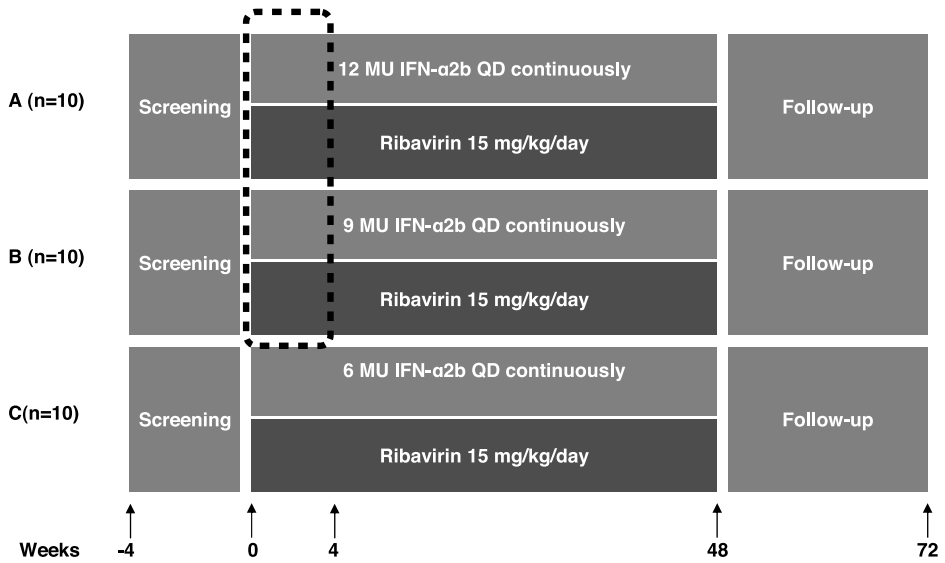 12 MU IFN-α2b QD continuously
A (n=10)
Screening
Follow-up
Ribavirin 15 mg/kg/day
9 MU IFN-α2b QD continuously
B (n=10)
Screening
Follow-up
Ribavirin 15 mg/kg/day
6 MU IFN-α2b QD continuously
C(n=10)
Screening
Follow-up
Ribavirin 15 mg/kg/day
Weeks -4 0 4 48 72